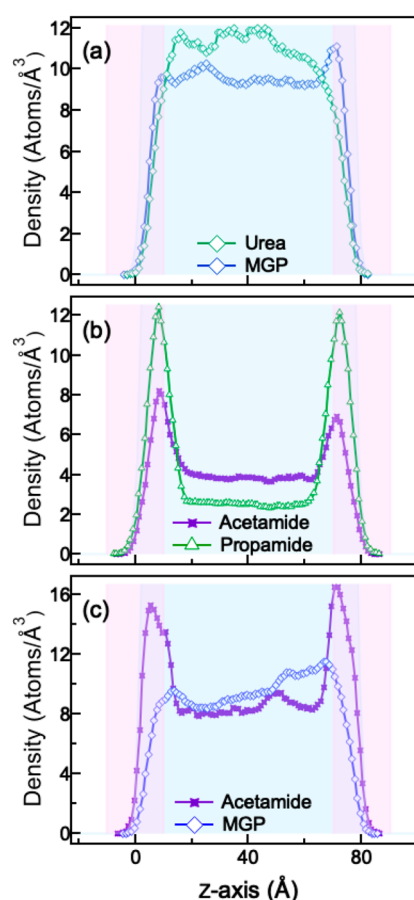 (a)
Density (Atoms/Å³)
12
10
8
6
4
2
0
Urea
MGP
(b)
Density (Atoms/Å³)
12
10
8
6
4
2
0
Acetamide
Propamide
(c)
Density (Atoms/Å³)
16
12
8
4
0
Acetamide
MGP
0 40 80
z-axis (Å)